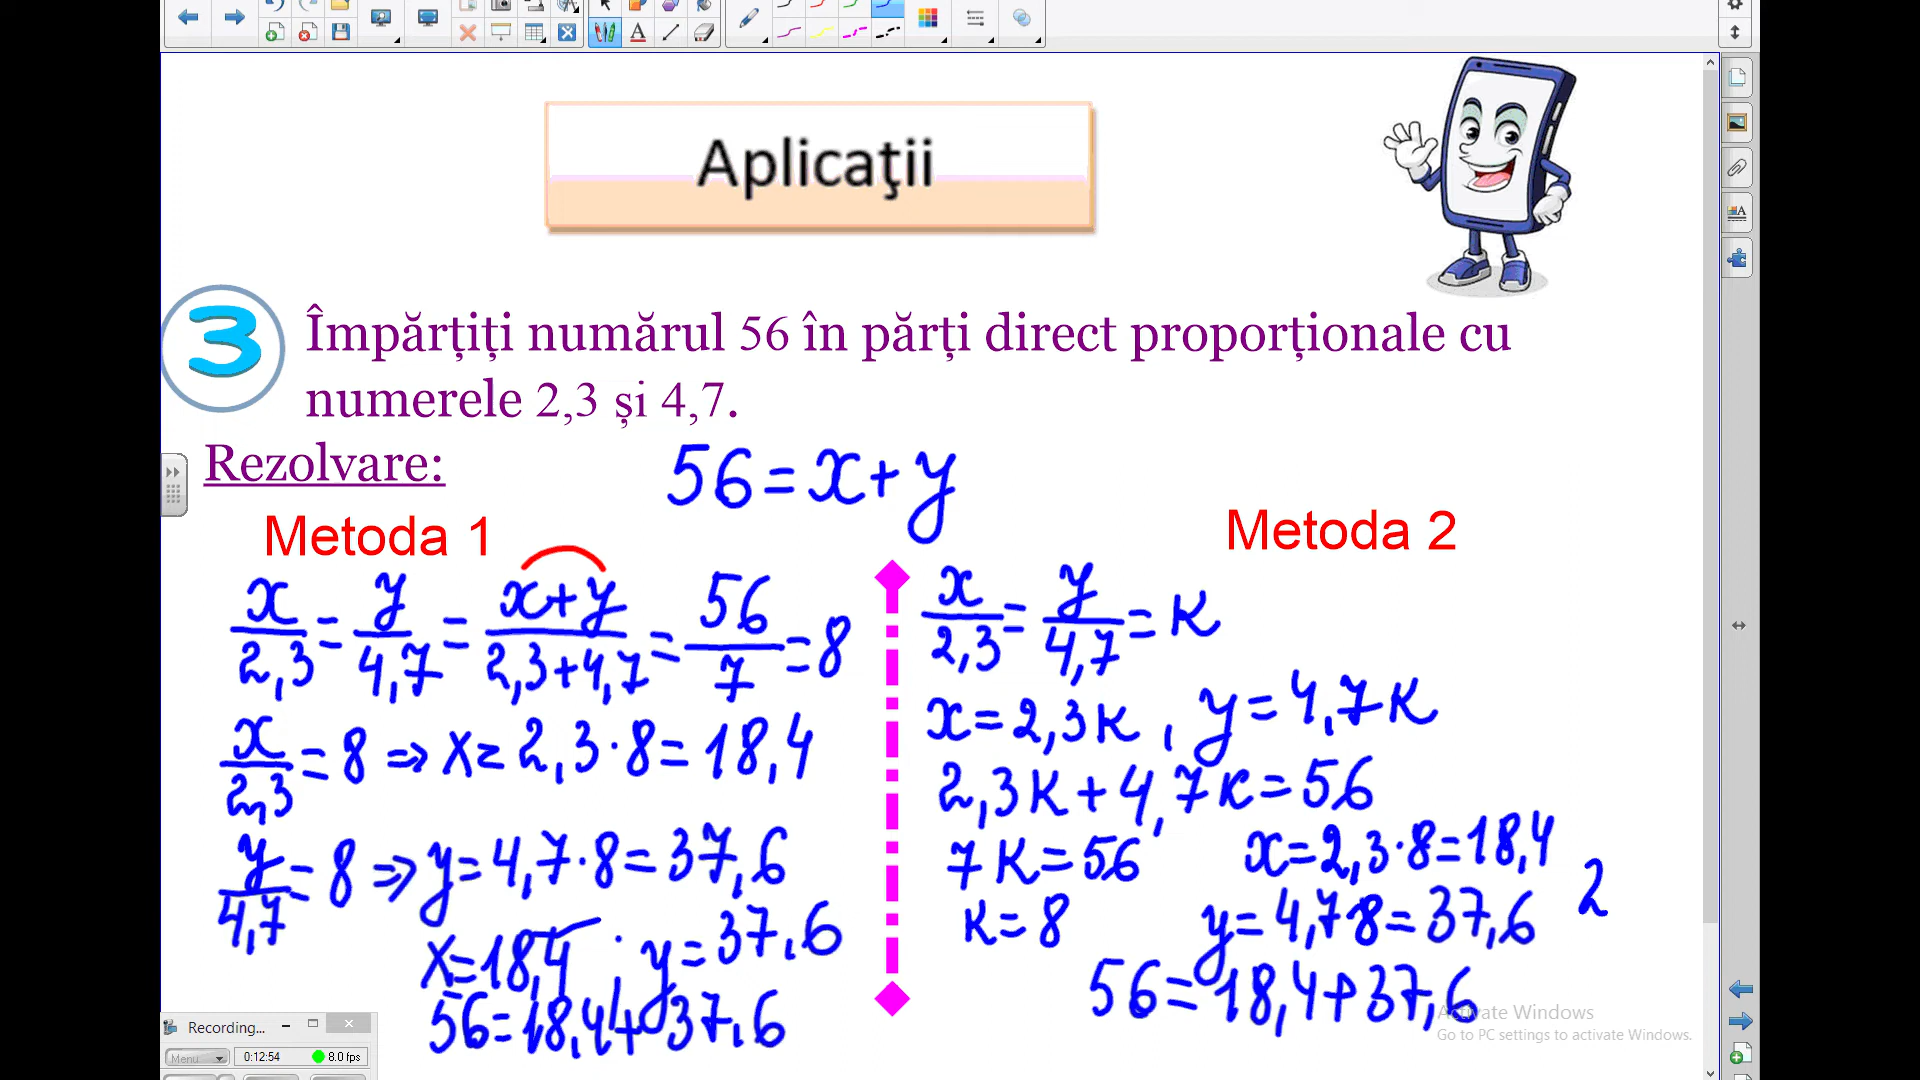 Aplicaţii
3
Împărțiți numărul 56 în părți direct proporționale cu
numerele 2,3 și 4,7.
Rezolvare:
56=x+y
Metoda 1
x/2,3=y/4,7=x+y/2,3+4,7=56/7=8
x/2,3=8⇒x=2,3·8=18,4
y/4,7=8⇒y=4,7·8=37,6
x=18,4; y=37,6
56=18,4+37,6
Metoda 2
x/2,3=y/4,7=k
x=2,3k, y=4,7k
2,3k+4,7k=56
7k=56
k=8
x=2,3·8=18,4
y=4,7·8=37,6
2
56=18,4+37,6
Activate Windows
Go to PC settings to activate Windows.
Recording...
Menu
0:12:54
8.0 fps